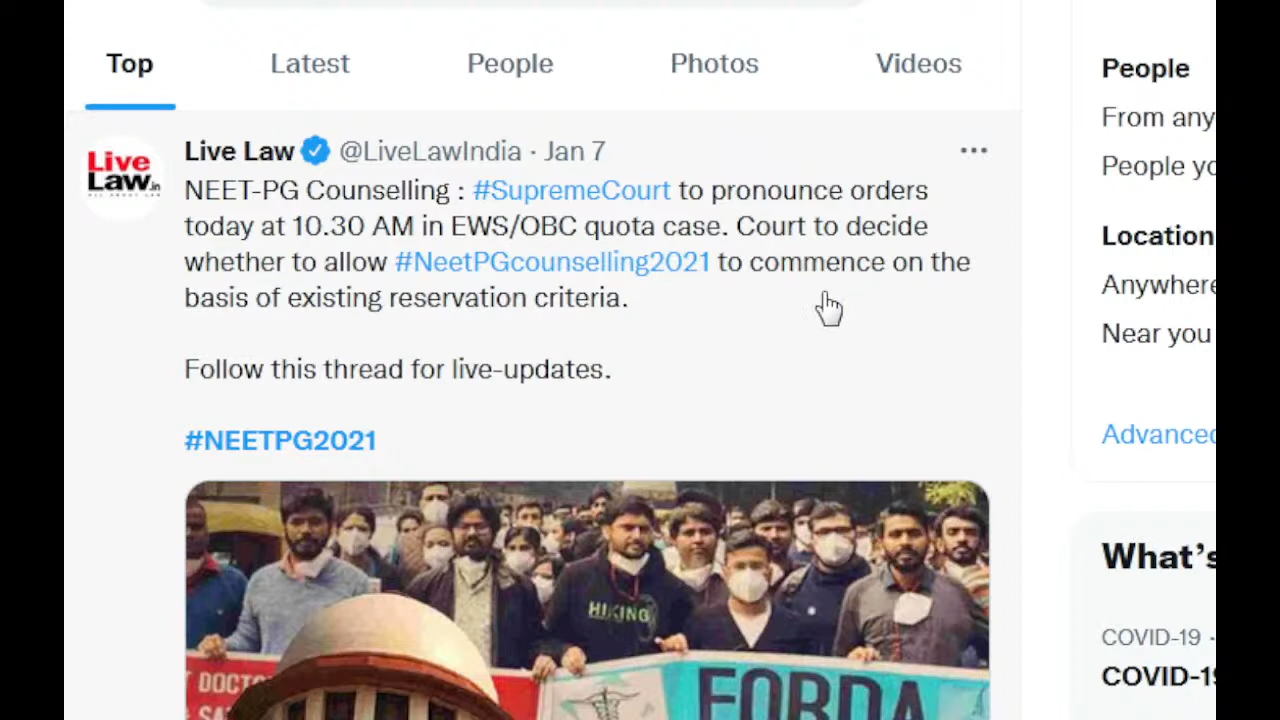 Top Latest People Photos Videos
Live Law @LiveLawIndia · Jan 7
Live
Law.in
NEET-PG Counselling : #SupremeCourt to pronounce orders
today at 10.30 AM in EWS/OBC quota case. Court to decide
whether to allow #NeetPGcounselling2021 to commence on the
basis of existing reservation criteria.
Follow this thread for live-updates.
#NEETPG2021
HIKING
T DOCT
SA
FORDA
People
From any
People yo
Location
Anywhere
Near you
Advanced
What's
COVID-19 ·
COVID-19